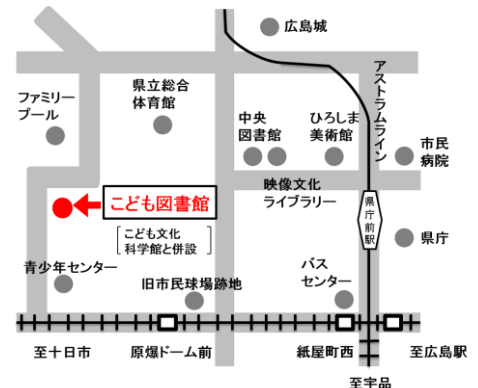 広島城
アストラムライン
ファミリー
プール
県立総合
体育館
中央
図書館
ひろしま
美術館
市民
病院
映像文化
ライブラリー
こども図書館
こども文化
科学館と併設
県庁前駅
県庁
青少年センター
旧市民球場跡地
バス
センター
至十日市
原爆ドーム前
紙屋町西
至広島駅
至宇品